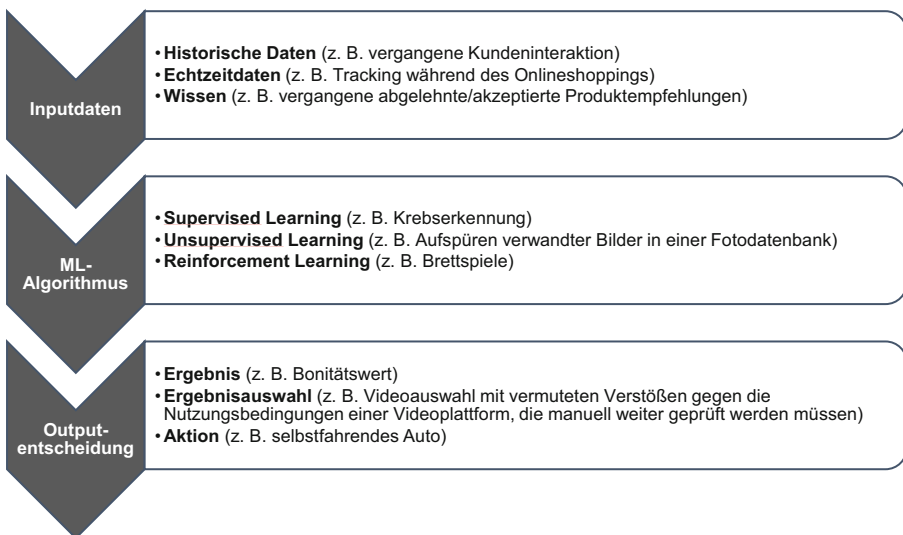 Inputdaten
• Historische Daten (z. B. vergangene Kundeninteraktion)
• Echtzeitdaten (z. B. Tracking während des Onlineshoppings)
• Wissen (z. B. vergangene abgelehnte/akzeptierte Produktempfehlungen)
ML-
Algorithmus
• Supervised Learning (z. B. Krebserkennung)
• Unsupervised Learning (z. B. Aufspüren verwandter Bilder in einer Fotodatenbank)
• Reinforcement Learning (z. B. Brettspiele)
Output-
entscheidung
• Ergebnis (z. B. Bonitätswert)
• Ergebnisauswahl (z. B. Videoauswahl mit vermuteten Verstößen gegen die
Nutzungsbedingungen einer Videoplattform, die manuell weiter geprüft werden müssen)
• Aktion (z. B. selbstfahrendes Auto)